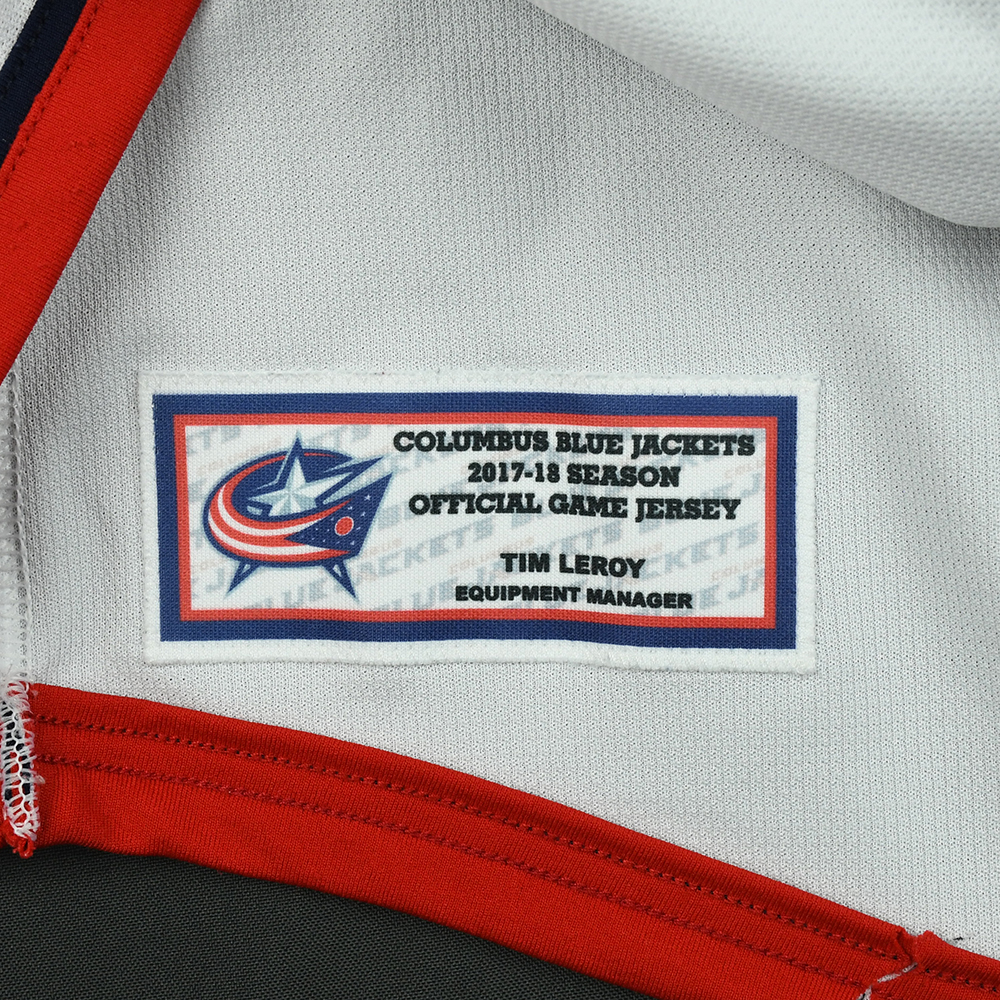 COLUMBUS BLUE JACKETS
2017-18 SEASON
OFFICIAL GAME JERSEY
TIM LEROY
EQUIPMENT MANAGER